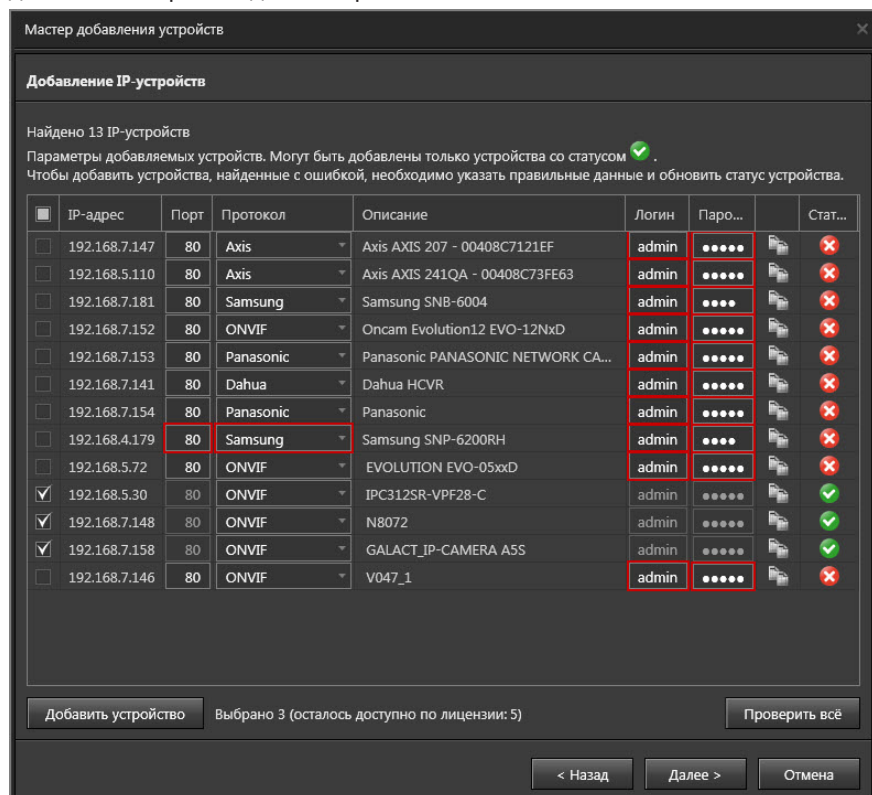 Мастер добавления устройств
Добавление IP-устройств
Найдено 13 IP-устройств
Параметры добавляемых устройств. Могут быть добавлены только устройства со статусом .
Чтобы добавить устройства, найденные с ошибкой, необходимо указать правильные данные и обновить статус устройства.
IP-адрес Порт Протокол Описание Логин Паро... Стат...
192.168.7.147 80 Axis Axis AXIS 207 - 00408C7121EF admin ●●●●●
192.168.5.110 80 Axis Axis AXIS 241QA - 00408C73FE63 admin ●●●●●
192.168.7.181 80 Samsung Samsung SNB-6004 admin ●●●●
192.168.7.152 80 ONVIF Oncam Evolution12 EVO-12NxD admin ●●●●●
192.168.7.153 80 Panasonic Panasonic PANASONIC NETWORK CA... admin ●●●●●
192.168.7.141 80 Dahua Dahua HCVR admin ●●●●●
192.168.7.154 80 Panasonic Panasonic admin ●●●●●
192.168.4.179 80 Samsung Samsung SNP-6200RH admin ●●●●
192.168.5.72 80 ONVIF EVOLUTION EVO-05xxD admin ●●●●●
192.168.5.30 80 ONVIF IPC312SR-VPF28-C admin ●●●●●
192.168.7.148 80 ONVIF N8072 admin ●●●●●
192.168.7.158 80 ONVIF GALACT_IP-CAMERA A5S admin ●●●●●
192.168.7.146 80 ONVIF V047_1 admin ●●●●●
Добавить устройство Выбрано 3 (осталось доступно по лицензии: 5) Проверить всё
< Назад Далее > Отмена